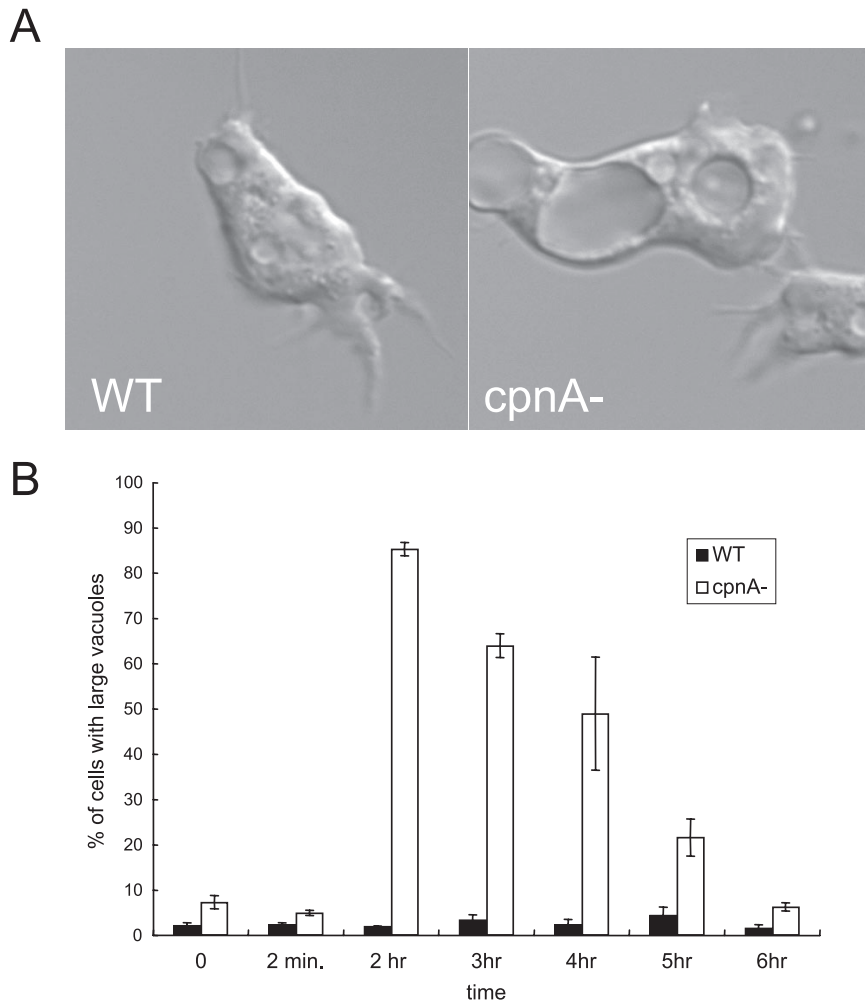 A
WT
cpnA-
B
% of cells with large vacuoles
100
90
80
70
60
50
40
30
20
10
0
WT
cpnA-
0
2 min.
2 hr
3hr
4hr
5hr
6hr
time